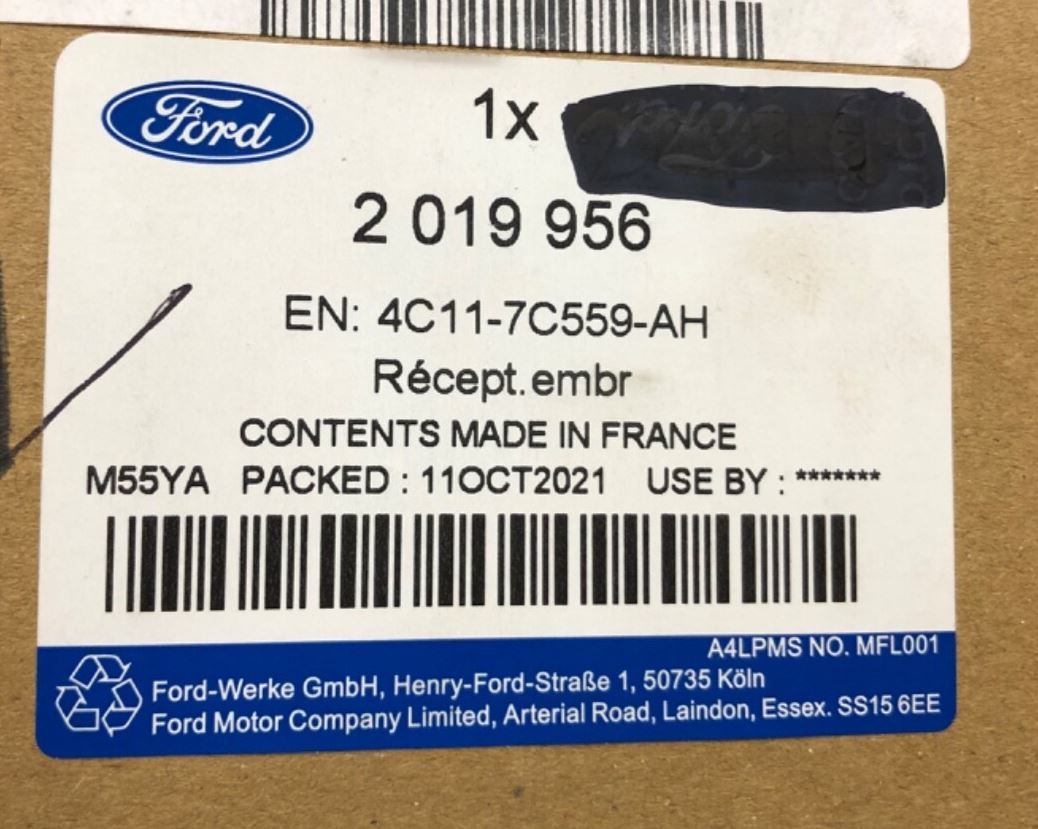 Ford
1x
2 019 956
EN: 4C11-7C559-AH
Récept.embr
CONTENTS MADE IN FRANCE
M55YA PACKED : 11OCT2021 USE BY : *******
A4LPMS NO. MFL001
Ford-Werke GmbH, Henry-Ford-Straße 1, 50735 Köln
Ford Motor Company Limited, Arterial Road, Laindon, Essex. SS15 6EE